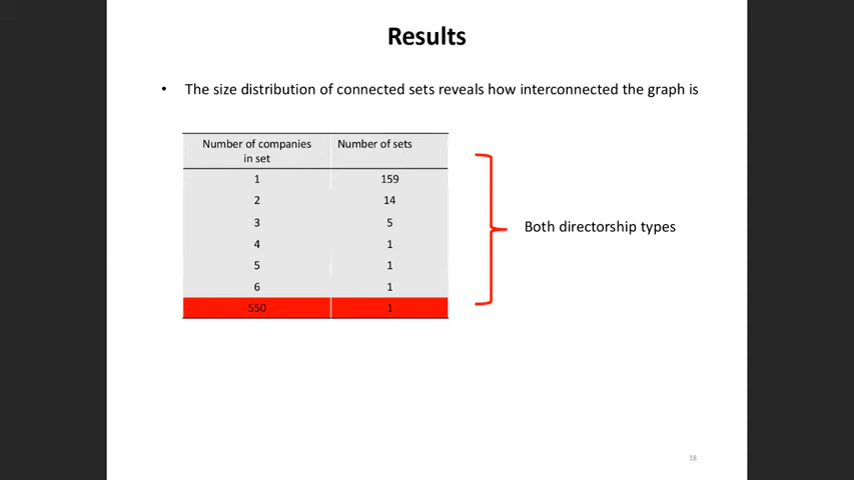 Results
• The size distribution of connected sets reveals how interconnected the graph is
Number of companies in set Number of sets
1 159
2 14
3 5
4 1
5 1
6 1
550 1
Both directorship types
18